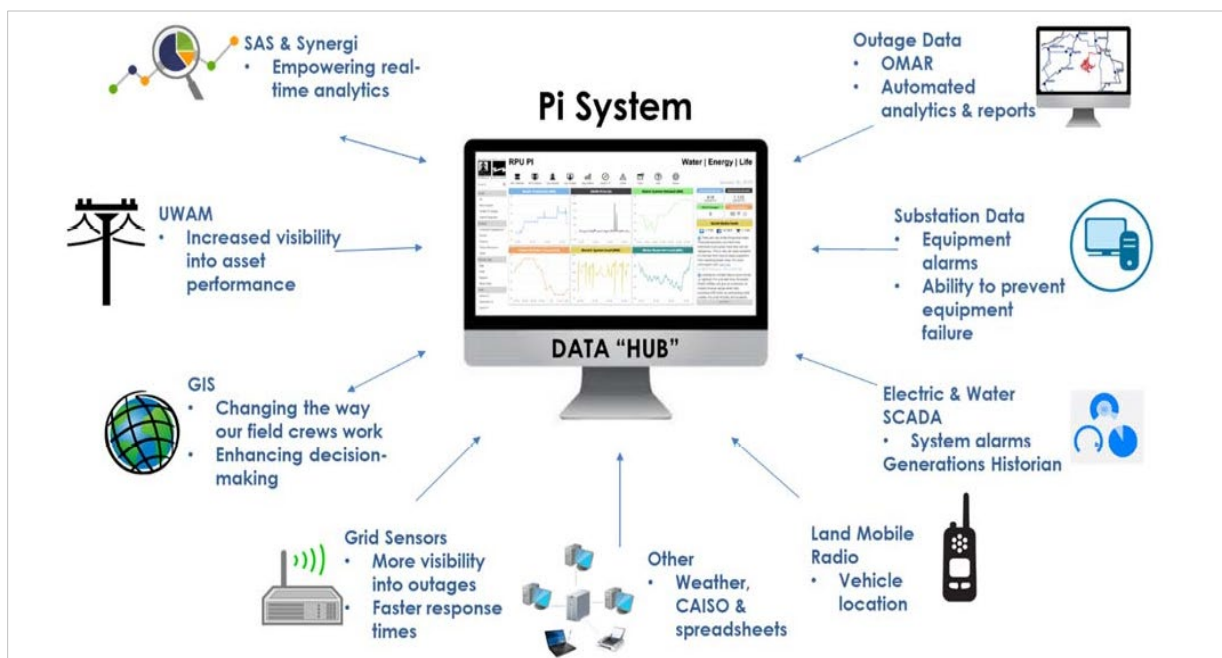 SAS & Synergi
• Empowering real-
time analytics
Outage Data
• OMAR
• Automated
analytics & reports
Pi System
RPU PI
Water | Energy | Life
UWAM
• Increased visibility
into asset
performance
Substation Data
• Equipment
alarms
• Ability to prevent
equipment
failure
DATA “HUB”
GIS
• Changing the way
our field crews work
• Enhancing decision-
making
Electric & Water
SCADA
• System alarms
Generations Historian
Grid Sensors
• More visibility
into outages
• Faster response
times
Other
• Weather,
CAISO &
spreadsheets
Land Mobile
Radio
• Vehicle
location